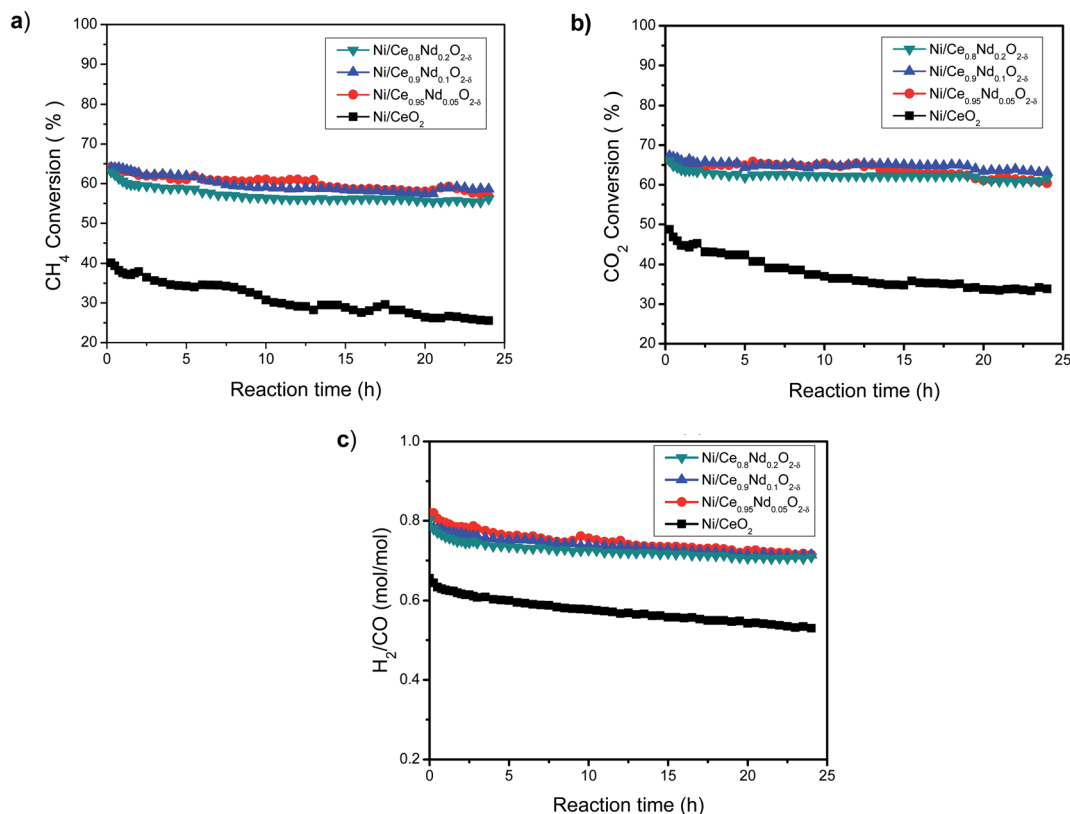 a)
100
90
80
70
60
50
40
30
20
CH₄ Conversion ( % )
Ni/Ce₀.₈Nd₀.₂O₂₋δ
Ni/Ce₀.₉Nd₀.₁O₂₋δ
Ni/Ce₀.₉₅Nd₀.₀₅O₂₋δ
Ni/CeO₂
0 5 10 15 20 25
Reaction time (h)
b)
100
90
80
70
60
50
40
30
20
CO₂ Conversion ( % )
Ni/Ce₀.₈Nd₀.₂O₂₋δ
Ni/Ce₀.₉Nd₀.₁O₂₋δ
Ni/Ce₀.₉₅Nd₀.₀₅O₂₋δ
Ni/CeO₂
0 5 10 15 20 25
Reaction time (h)
c)
1.0
0.8
0.6
0.4
0.2
H₂/CO (mol/mol)
Ni/Ce₀.₈Nd₀.₂O₂₋δ
Ni/Ce₀.₉Nd₀.₁O₂₋δ
Ni/Ce₀.₉₅Nd₀.₀₅O₂₋δ
Ni/CeO₂
0 5 10 15 20 25
Reaction time (h)